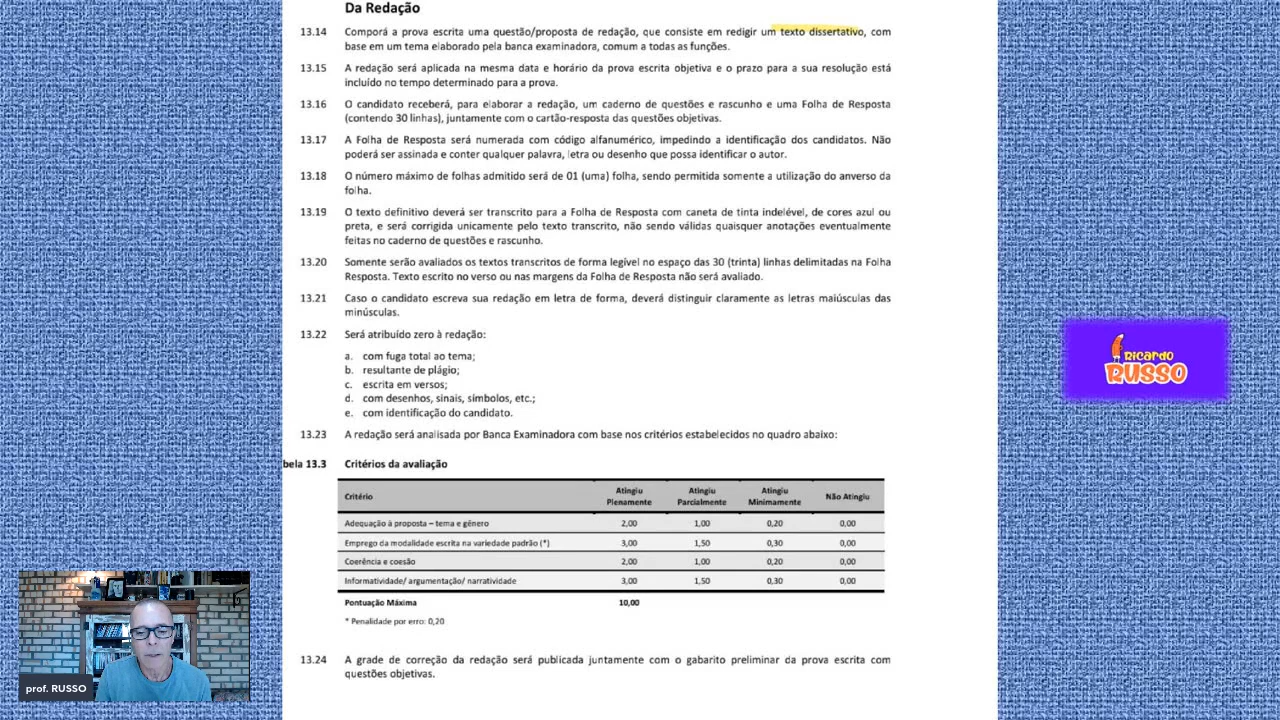 Da Redação
13.14 Comporá a prova escrita uma questão/proposta de redação, que consiste em redigir um texto dissertativo, com
base em um tema elaborado pela banca examinadora, comum a todas as funções.
13.15 A redação será aplicada na mesma data e horário da prova escrita objetiva e o prazo para a sua resolução está
incluído no tempo determinado para a prova.
13.16 O candidato receberá, para elaborar a redação, um caderno de questões e rascunho e uma Folha de Resposta
(contendo 30 linhas), juntamente com o cartão-resposta das questões objetivas.
13.17 A Folha de Resposta será numerada com código alfanumérico, impedindo a identificação dos candidatos. Não
poderá ser assinada e conter qualquer palavra, letra ou desenho que possa identificar o autor.
13.18 O número máximo de folhas admitido será de 01 (uma) folha, sendo permitida somente a utilização do anverso da
folha.
13.19 O texto definitivo deverá ser transcrito para a Folha de Resposta com caneta de tinta indelével, de cores azul ou
preta, e será corrigida unicamente pelo texto transcrito, não sendo válidas quaisquer anotações eventualmente
feitas no caderno de questões e rascunho.
13.20 Somente serão avaliados os textos transcritos de forma legível no espaço das 30 (trinta) linhas delimitadas na Folha
Resposta. Texto escrito no verso ou nas margens da Folha de Resposta não será avaliado.
13.21 Caso o candidato escreva sua redação em letra de forma, deverá distinguir claramente as letras maiúsculas das
minúsculas.
13.22 Será atribuído zero à redação:
a. com fuga total ao tema;
b. resultante de plágio;
c. escrita em versos;
d. com desenhos, sinais, símbolos, etc.;
e. com identificação do candidato.
13.23 A redação será analisada por Banca Examinadora com base nos critérios estabelecidos no quadro abaixo:
bela 13.3 Critérios da avaliação
Critério Atingiu Plenamente Atingiu Parcialmente Atingiu Minimamente Não Atingiu
Adequação à proposta – tema e gênero 2,00 1,00 0,20 0,00
Emprego da modalidade escrita na variedade padrão (*) 3,00 1,50 0,30 0,00
Coerência e coesão 2,00 1,00 0,20 0,00
Informatividade/ argumentação/ narratividade 3,00 1,50 0,30 0,00
Pontuação Máxima 10,00
* Penalidade por erro: 0,20
13.24 A grade de correção da redação será publicada juntamente com o gabarito preliminar da prova escrita com
questões objetivas.
RICARDO
RUSSO
prof. RUSSO